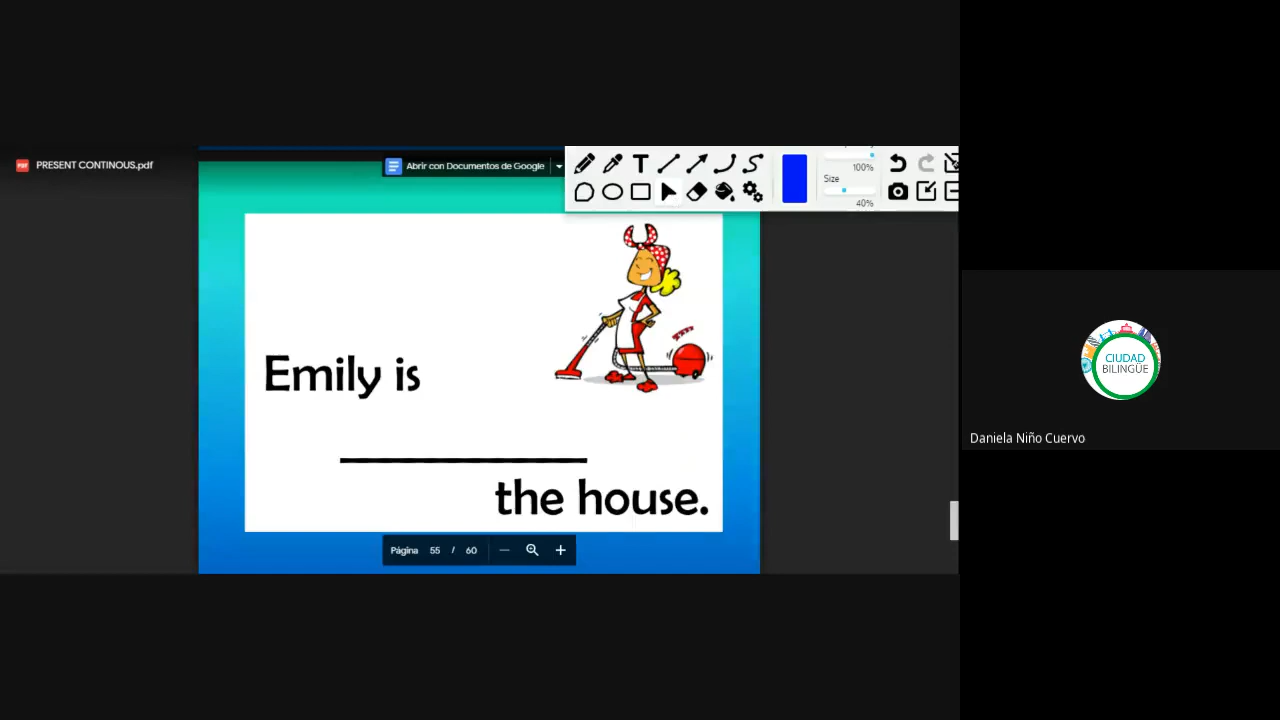 PRESENT CONTINOUS.pdf
Abrir con Documentos de Google
T
100%
Size
40%
Emily is
____________
the house.
Página 55 / 60
CIUDAD
BILINGÜE
Daniela Niño Cuervo